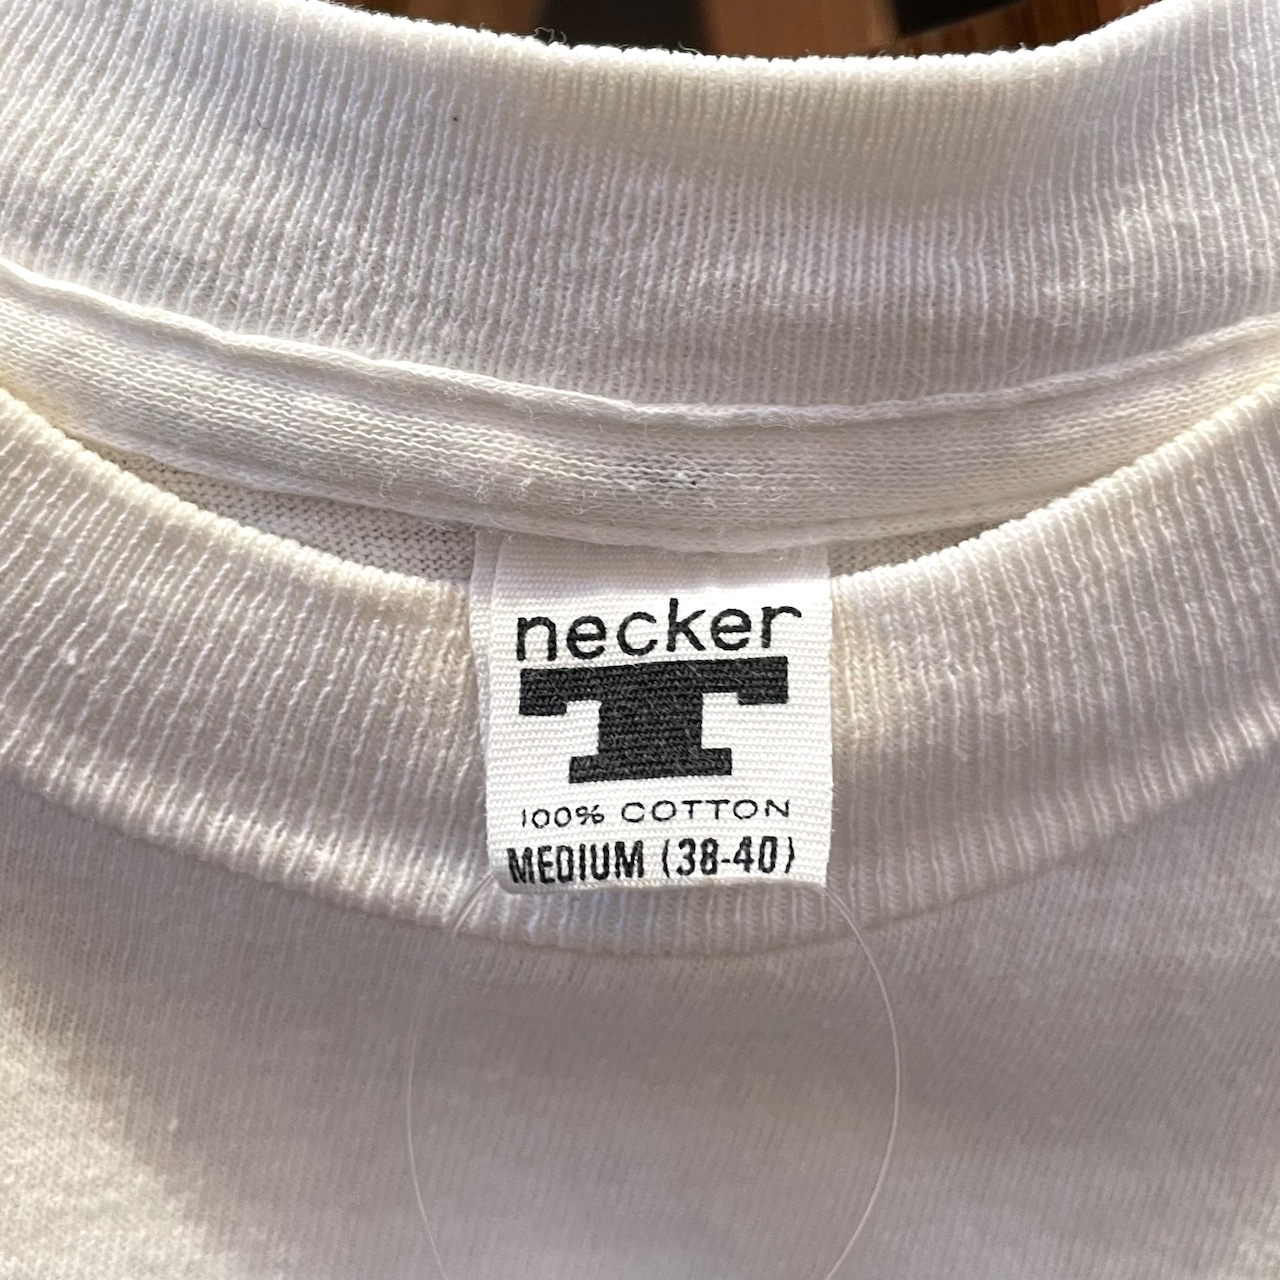 necker
T
100% COTTON
MEDIUM (38-40)